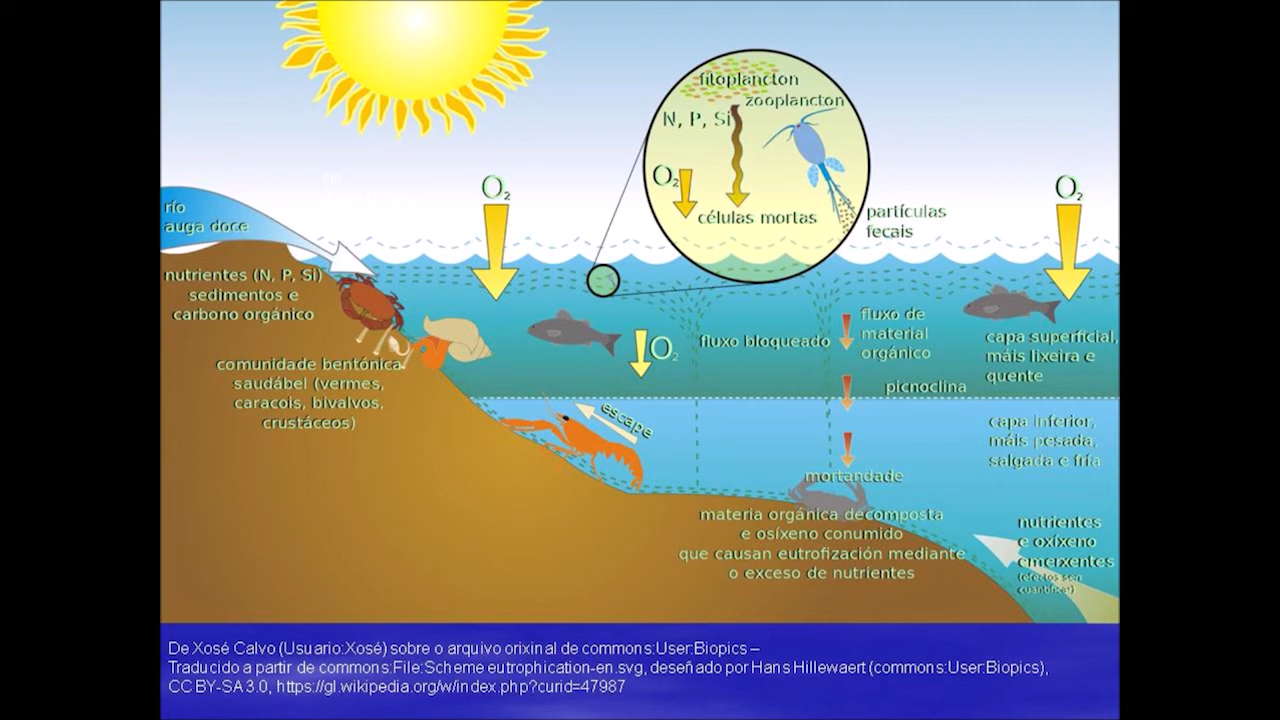 río
auga doce
nutrientes (N, P, Si)
sedimentos e
carbono orgánico
comunidade bentónica
saudábel (vermes,
caracois, bivalvos,
crustáceos)
O₂
fitoplancton
zooplancton
N, P, Si
O₂
células mortas
partículas
fecais
O₂
O₂
escape
fluxo bloqueado
fluxo de
material
orgánico
picnoclina
capa superficial,
máis lixeira e
quente
capa inferior,
máis pesada,
salgada e fría
mortandade
materia orgánica decomposta
e osíxeno conumido
que causan eutrofización mediante
o exceso de nutrientes
nutrientes
e oxíxeno
emerxentes
(efectos sen
cuantificar)
De Xosé Calvo (Usuario:Xosé) sobre o arquivo orixinal de commons:User:Biopics –
Traducido a partir de commons:File:Scheme eutrophication-en.svg, deseñado por Hans Hillewaert (commons:User:Biopics),
CC BY-SA 3.0, https://gl.wikipedia.org/w/index.php?curid=47987